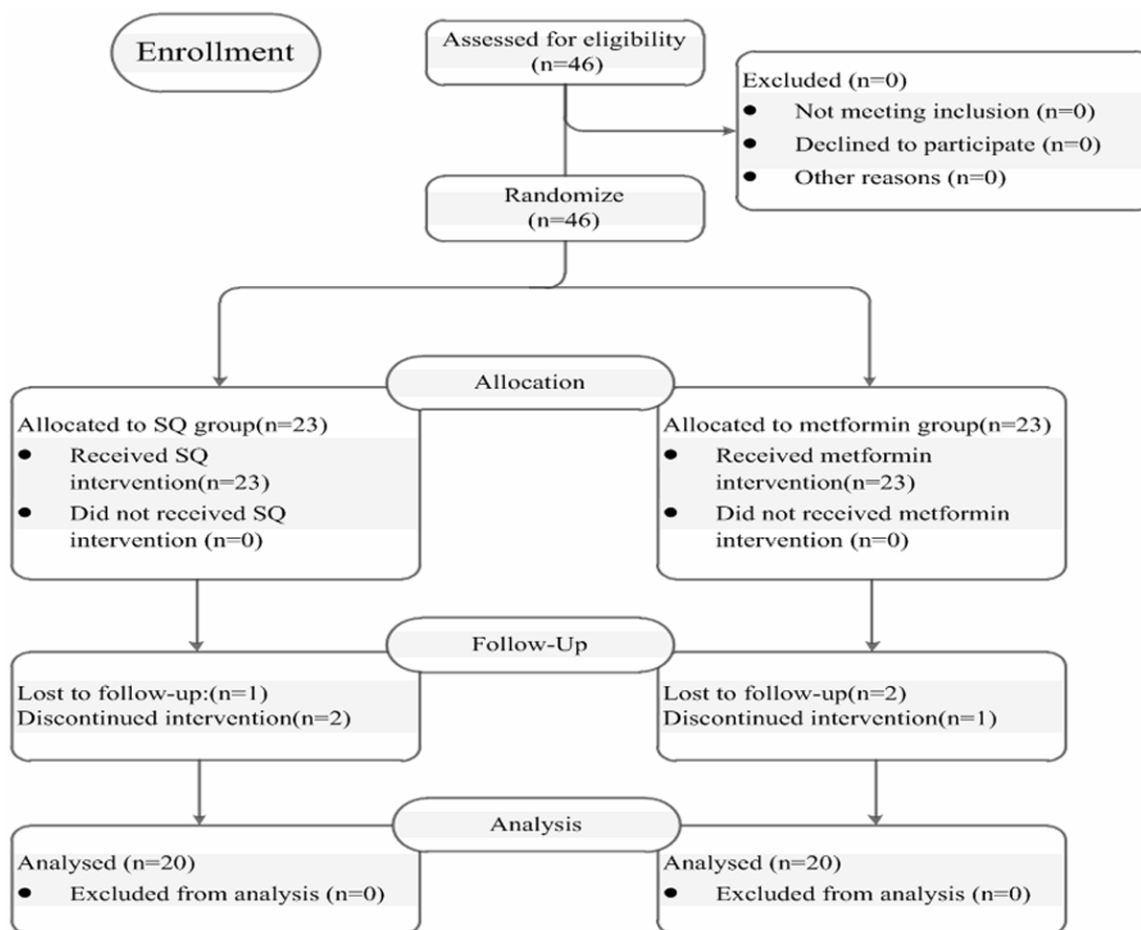 Enrollment
Assessed for eligibility
(n=46)
Excluded (n=0)
● Not meeting inclusion (n=0)
● Declined to participate (n=0)
● Other reasons (n=0)
Randomize
(n=46)
Allocation
Allocated to SQ group(n=23)
● Received SQ
intervention(n=23)
● Did not received SQ
intervention (n=0)
Allocated to metformin group(n=23)
● Received metformin
intervention(n=23)
● Did not received metformin
intervention (n=0)
Follow-Up
Lost to follow-up:(n=1)
Discontinued intervention(n=2)
Lost to follow-up(n=2)
Discontinued intervention(n=1)
Analysis
Analysed (n=20)
● Excluded from analysis (n=0)
Analysed (n=20)
● Excluded from analysis (n=0)